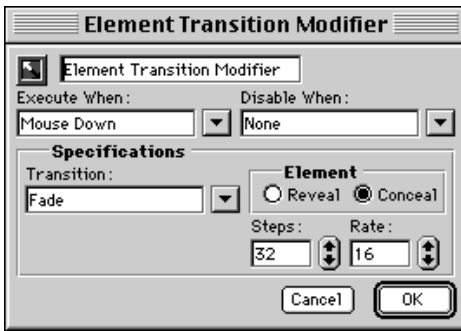 Element Transition Modifier
Element Transition Modifier
Execute When: Disable When:
Mouse Down None
Specifications
Transition: Element
Fade Reveal Conceal
Steps: Rate:
32 16
Cancel OK